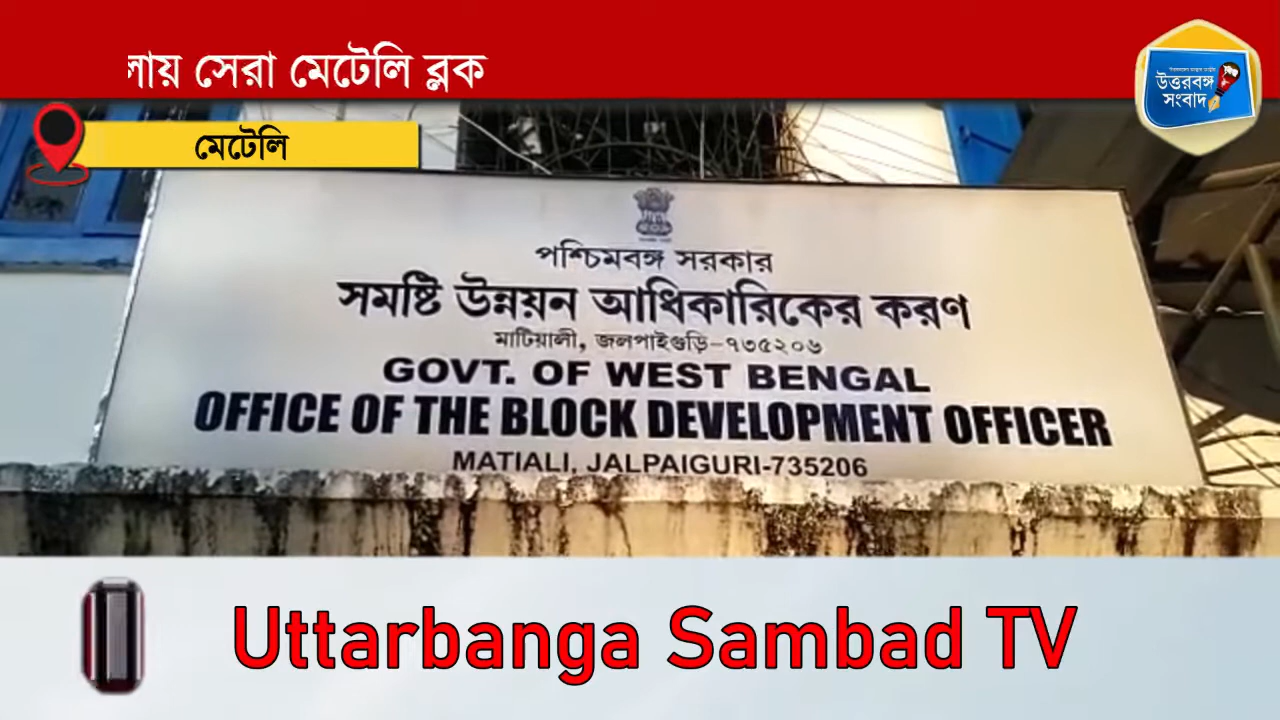 সেরা মেটেলি ব্লক
উত্তরবঙ্গ
সংবাদ
মেটেলি
পশ্চিমবঙ্গ সরকার
সমষ্টি উন্নয়ন আধিকারিকের করণ
মাটিয়ালী, জলপাইগুড়ি-৭৩৫২০৬
GOVT. OF WEST BENGAL
OFFICE OF THE BLOCK DEVELOPMENT OFFICER
MATIALI, JALPAIGURI-735206
Uttarbanga Sambad TV